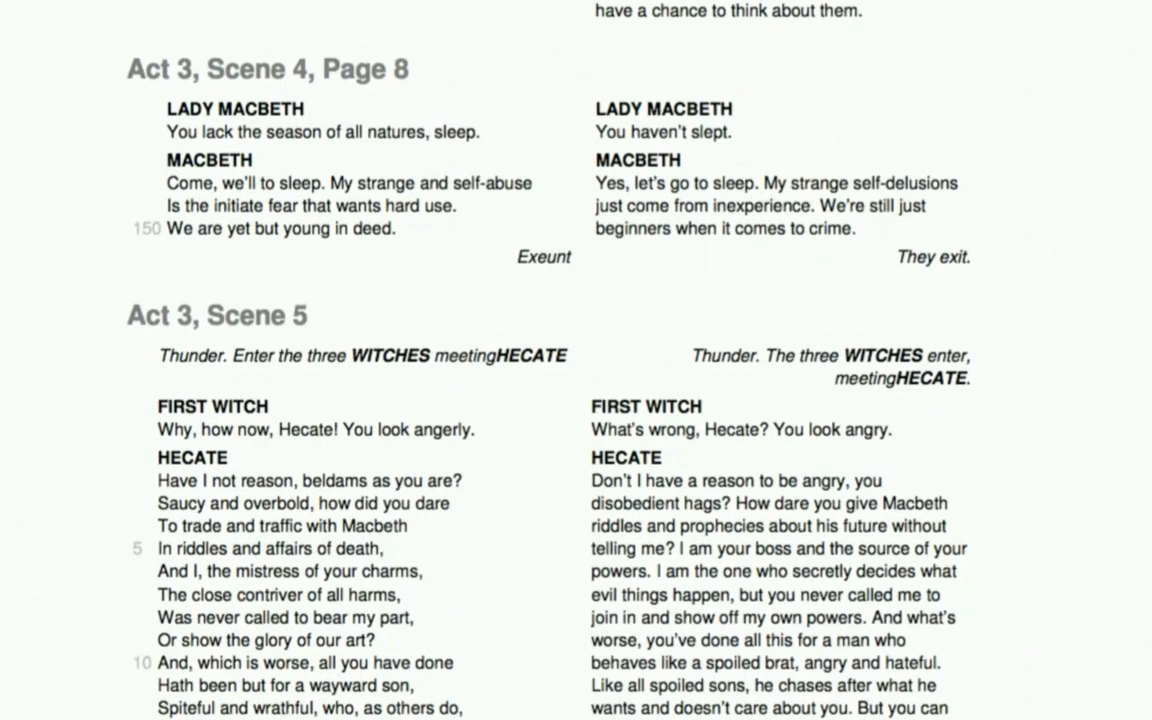 have a chance to think about them.
Act 3, Scene 4, Page 8
LADY MACBETH
You lack the season of all natures, sleep.
MACBETH
Come, we'll to sleep. My strange and self-abuse
Is the initiate fear that wants hard use.
150 We are yet but young in deed.
Exeunt
LADY MACBETH
You haven't slept.
MACBETH
Yes, let's go to sleep. My strange self-delusions
just come from inexperience. We're still just
beginners when it comes to crime.
They exit.
Act 3, Scene 5
Thunder. Enter the three WITCHES meetingHECATE
FIRST WITCH
Why, how now, Hecate! You look angerly.
HECATE
Have I not reason, beldams as you are?
Saucy and overbold, how did you dare
To trade and traffic with Macbeth
5 In riddles and affairs of death,
And I, the mistress of your charms,
The close contriver of all harms,
Was never called to bear my part,
Or show the glory of our art?
10 And, which is worse, all you have done
Hath been but for a wayward son,
Spiteful and wrathful, who, as others do,
Thunder. The three WITCHES enter,
meetingHECATE.
FIRST WITCH
What's wrong, Hecate? You look angry.
HECATE
Don't I have a reason to be angry, you
disobedient hags? How dare you give Macbeth
riddles and prophecies about his future without
telling me? I am your boss and the source of your
powers. I am the one who secretly decides what
evil things happen, but you never called me to
join in and show off my own powers. And what's
worse, you've done all this for a man who
behaves like a spoiled brat, angry and hateful.
Like all spoiled sons, he chases after what he
wants and doesn't care about you. But you can